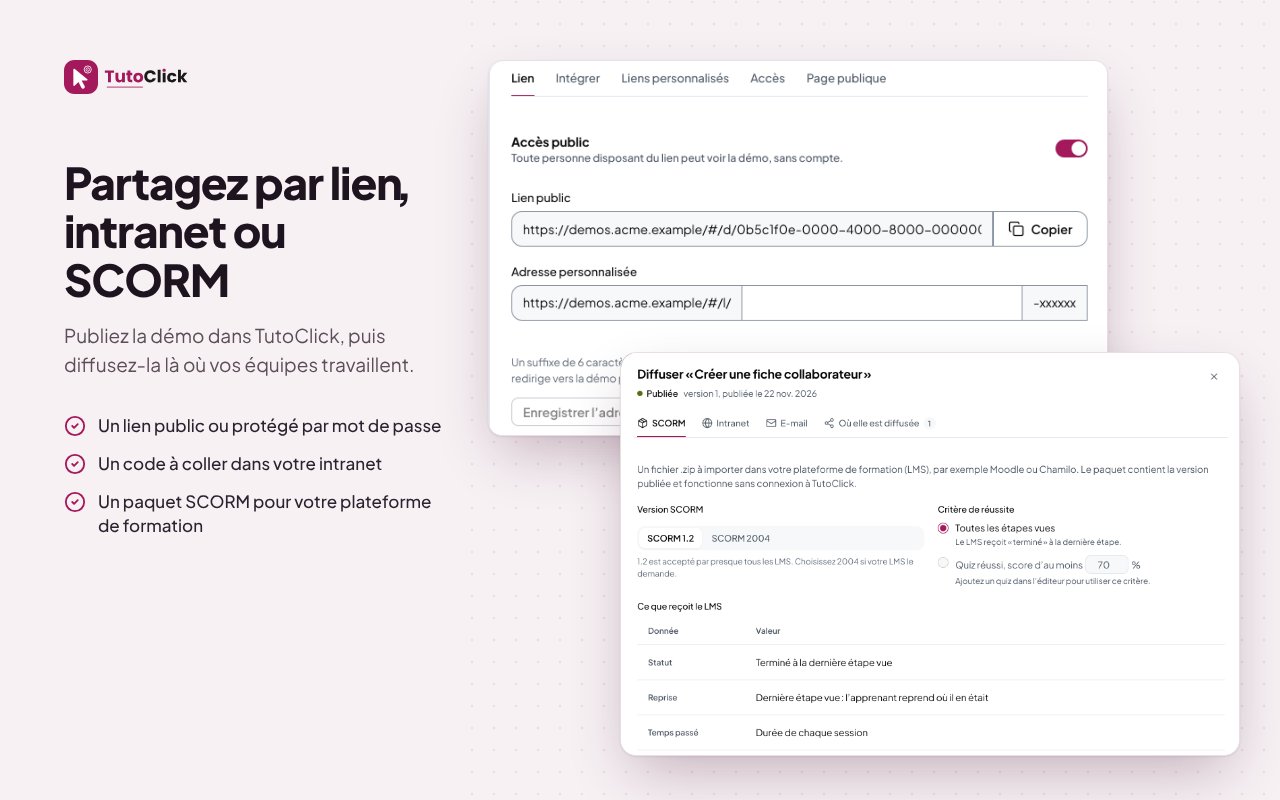 TutoClick
Partagez par lien,
intranet ou
SCORM
Publiez la démo dans TutoClick, puis
diffusez-la là où vos équipes travaillent.
Un lien public ou protégé par mot de passe
Un code à coller dans votre intranet
Un paquet SCORM pour votre plateforme
de formation
Lien Intégrer Liens personnalisés Accès Page publique
Accès public
Toute personne disposant du lien peut voir la démo, sans compte.
Lien public
https://demos.acme.example/#/d/0b5c1f0e-0000-4000-8000-000000 Copier
Adresse personnalisée
https://demos.acme.example/#/l/ -xxxxxx
Un suffixe de 6 caractè
redirige vers la démo
Enregistrer l'adr
Diffuser « Créer une fiche collaborateur »
Publiée version 1, publiée le 22 nov. 2026
SCORM Intranet E-mail Où elle est diffusée 1
Un fichier .zip à importer dans votre plateforme de formation (LMS), par exemple Moodle ou Chamilo. Le paquet contient la version
publiée et fonctionne sans connexion à TutoClick.
Version SCORM
SCORM 1.2 SCORM 2004
1.2 est accepté par presque tous les LMS. Choisissez 2004 si votre LMS le
demande.
Critère de réussite
Toutes les étapes vues
Le LMS reçoit « terminé » à la dernière étape.
Quiz réussi, score d'au moins 70 %
Ajoutez un quiz dans l'éditeur pour utiliser ce critère.
Ce que reçoit le LMS
Donnée Valeur
Statut Terminé à la dernière étape vue
Reprise Dernière étape vue : l'apprenant reprend où il en était
Temps passé Durée de chaque session